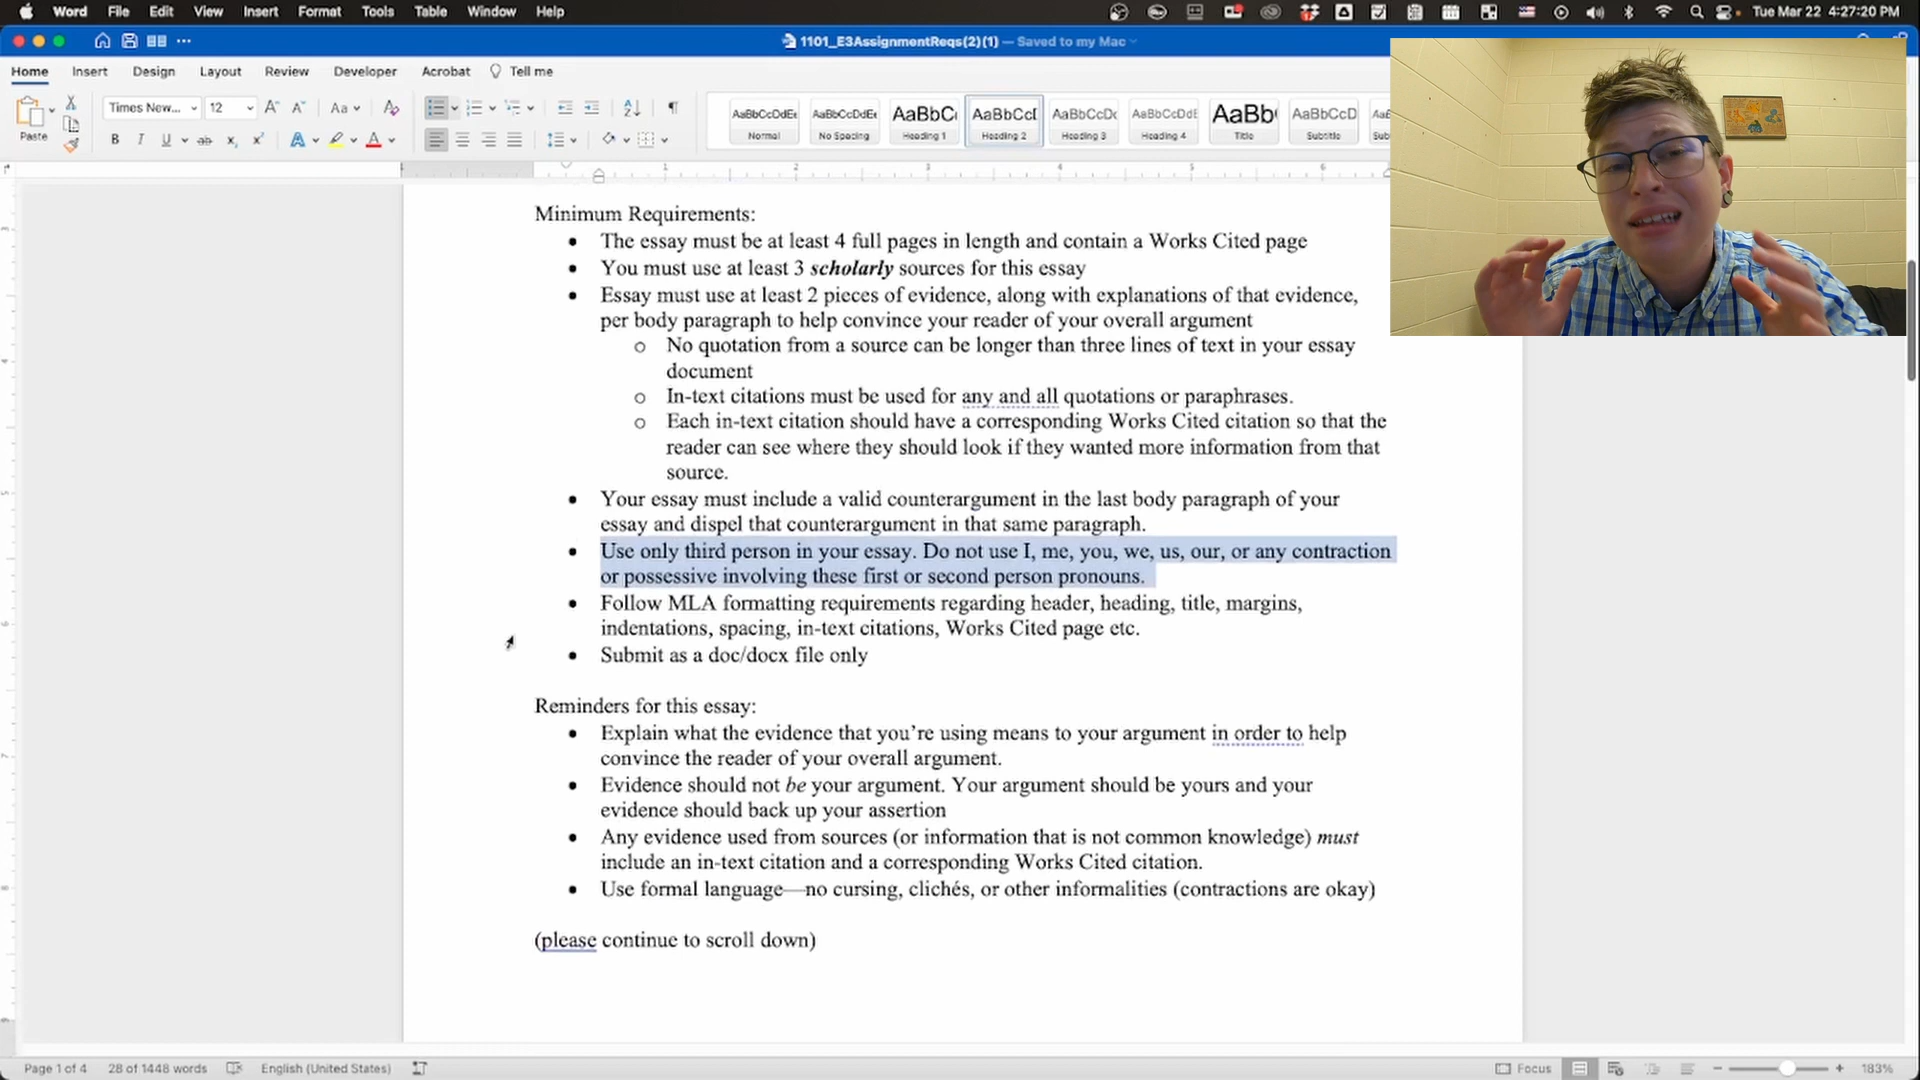 Word File Edit View Insert Format Tools Table Window Help Tue Mar 22 4:27:20 PM
1101_E3AssignmentReqs(2)(1) — Saved to my Mac
Home Insert Design Layout Review Developer Acrobat Tell me
Paste Times New... 12 Aa
AaBbCcDdEe AaBbCcDdEe AaBbC AaBbCcD AaBbCcDc AaBbCcDdE AaBb( AaBbCcD
Normal No Spacing Heading 1 Heading 2 Heading 3 Heading 4 Title Subtitle
B I U ab x x A A
1 1 2 3 4 5 6
Minimum Requirements:
• The essay must be at least 4 full pages in length and contain a Works Cited page
• You must use at least 3 scholarly sources for this essay
• Essay must use at least 2 pieces of evidence, along with explanations of that evidence,
per body paragraph to help convince your reader of your overall argument
o No quotation from a source can be longer than three lines of text in your essay
document
o In-text citations must be used for any and all quotations or paraphrases.
o Each in-text citation should have a corresponding Works Cited citation so that the
reader can see where they should look if they wanted more information from that
source.
• Your essay must include a valid counterargument in the last body paragraph of your
essay and dispel that counterargument in that same paragraph.
• Use only third person in your essay. Do not use I, me, you, we, us, our, or any contraction
or possessive involving these first or second person pronouns.
• Follow MLA formatting requirements regarding header, heading, title, margins,
indentations, spacing, in-text citations, Works Cited page etc.
• Submit as a doc/docx file only
Reminders for this essay:
• Explain what the evidence that you’re using means to your argument in order to help
convince the reader of your overall argument.
• Evidence should not be your argument. Your argument should be yours and your
evidence should back up your assertion
• Any evidence used from sources (or information that is not common knowledge) must
include an in-text citation and a corresponding Works Cited citation.
• Use formal language—no cursing, clichés, or other informalities (contractions are okay)
(please continue to scroll down)
Page 1 of 4 28 of 1448 words English (United States) Focus 183%